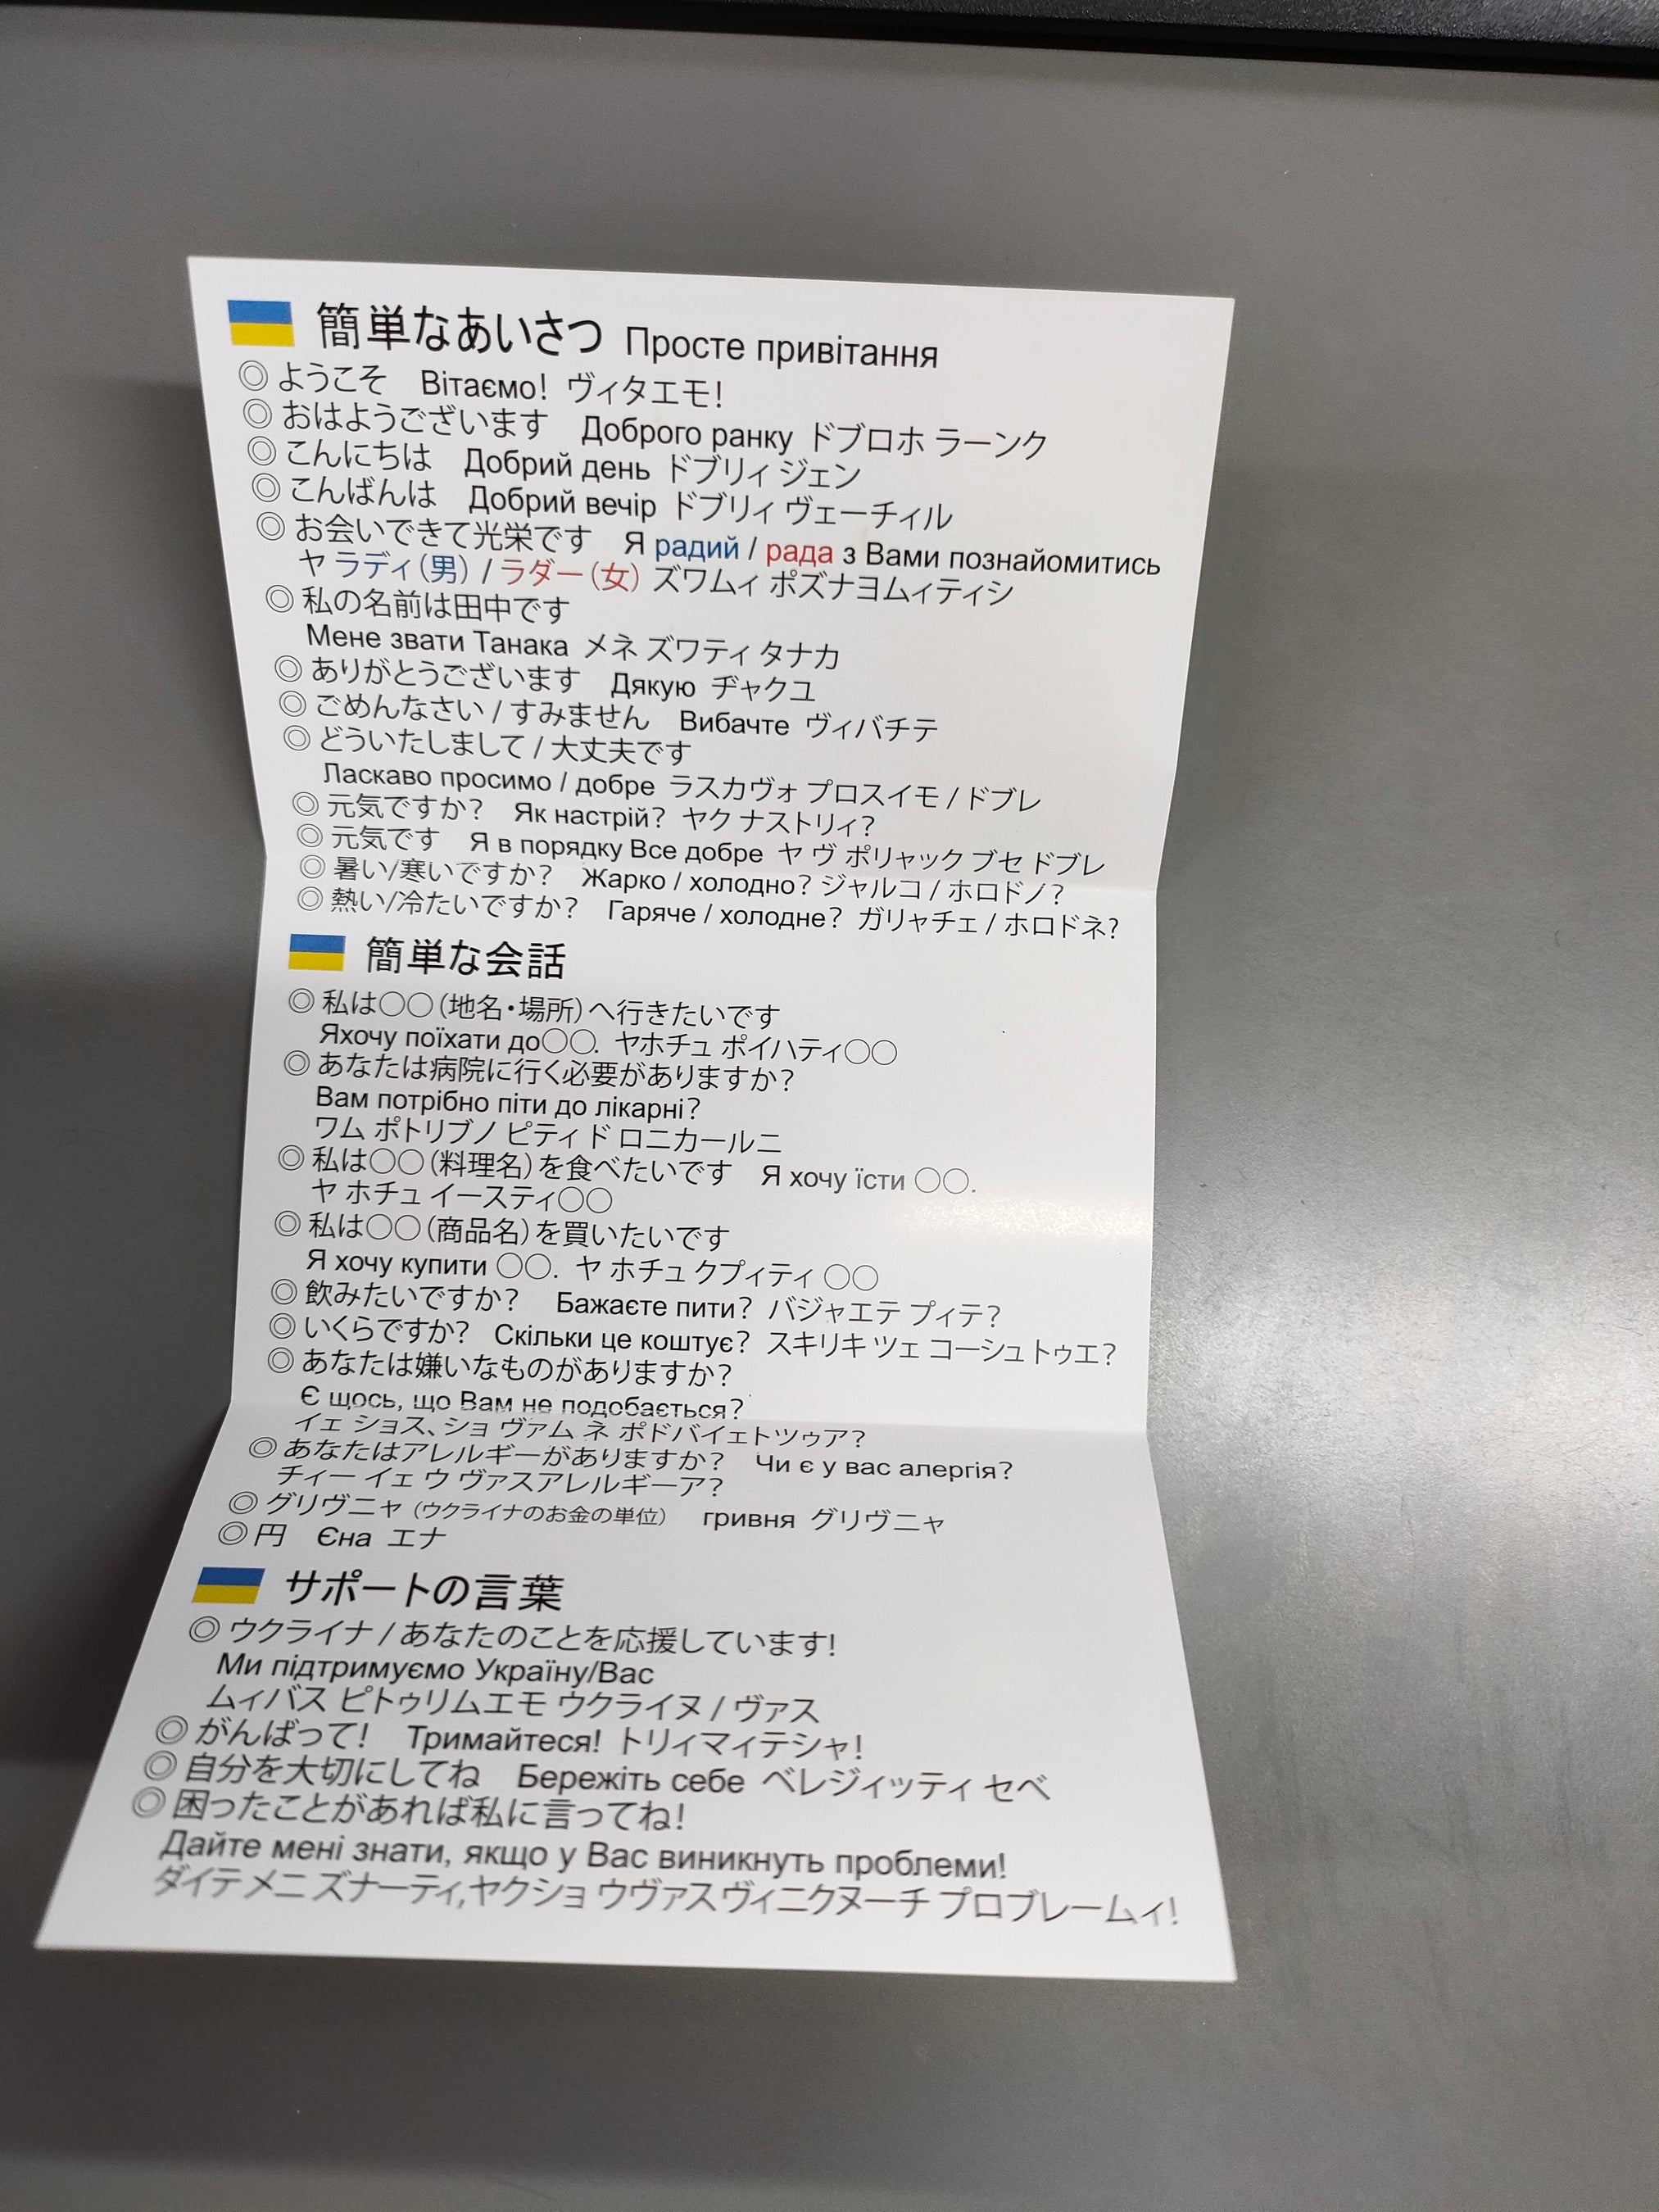 簡単なあいさつ Просте привітання
◎ようこそ Вітаємо! ヴィタエモ!
◎おはようございます Доброго ранку ドブロホ ラーンク
◎こんにちは Добрий день ドブリィ ジェン
◎こんばんは Добрий вечір ドブリィ ヴェーチィル
◎お会いできて光栄です Я радий / рада з Вами познайомитись
ヤ ラディ(男) / ラダー(女) ズワムィ ポズナヨムィティシ
◎私の名前は田中です
Мене звати Танака メネ ズワティ タナカ
◎ありがとうございます Дякую ヂャクユ
◎ごめんなさい / すみません Вибачте ヴィバチテ
◎どういたしまして / 大丈夫です
Ласкаво просимо / добре ラスカヴォ プロスイモ / ドブレ
◎元気ですか? Як настрій? ヤク ナストリィ?
◎元気です Я в порядку Все добре ヤ ヴ ポリャック ブセ ドブレ
◎暑い/寒いですか? Жарко / холодно? ジャルコ / ホロドノ?
◎熱い/冷たいですか? Гаряче / холодне? ガリャチェ / ホロドネ?
簡単な会話
◎私は○○(地名・場所)へ行きたいです
Яхочу поїхати до○○. ヤホチュ ポイハティ○○
◎あなたは病院に行く必要がありますか?
Вам потрібно піти до лікарні?
ワム ポトリブノ ピティ ド ロニカールニ
◎私は○○(料理名)を食べたいです Я хочу їсти ○○.
ヤ ホチュ イースティ○○
◎私は○○(商品名)を買いたいです
Я хочу купити ○○. ヤ ホチュ クプィティ ○○
◎飲みたいですか? Бажаєте пити? バジャエテ プィテ?
◎いくらですか? Скільки це коштує? スキリキ ツェ コーシュトゥエ?
◎あなたは嫌いなものがありますか?
Є щось, що Вам не подобається?
イェ ショス、ショ ヴァム ネ ポドバイェトツゥア?
◎あなたはアレルギーがありますか? Чи є у вас алергія?
チィー イェ ウ ヴァスアレルギーア?
◎グリヴニャ (ウクライナのお金の単位) гривня グリヴニャ
◎円 Єна エナ
サポートの言葉
◎ウクライナ / あなたのことを応援しています!
Ми підтримуємо Україну/Вас
ムィバス ピトゥリムエモ ウクライヌ / ヴァス
◎がんばって! Тримайтеся! トリィマィテシャ!
◎自分を大切にしてね Бережіть себе ベレジィッティ セベ
◎困ったことがあれば私に言ってね!
Дайте мені знати, якщо у Вас виникнуть проблеми!
ダイテ メニ ズナーティ,ヤクショ ウヴァス ヴィニクヌーチ プロブレームィ!